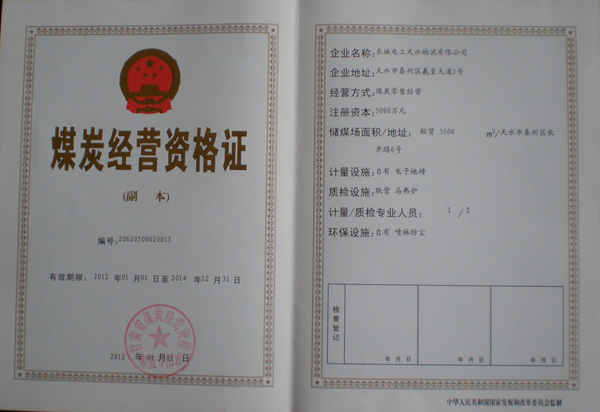 煤炭经营资格证
(副 本)
编号:20620500020015
有效期限:2012 年01 月01 日至2014 年12 月31 日
2012 年 01 月01 日
企业名称:长城电工天水物流有限公司
企业地址:天水市秦州区羲皇大道1号
经营方式:煤炭零售经营
注册资本:5000万元
储煤场面积/地址: 租赁 3500 m²/天水市秦州区长
开路6号
计量设施:自有 电子地磅
质检设施:联营 马弗炉
计量/质检专业人员: 1 / 2
环保设施:自有 喷淋防尘
检查登记
年 月 日 年 月 日 年 月 日
中华人民共和国国家发展和改革委员会监制